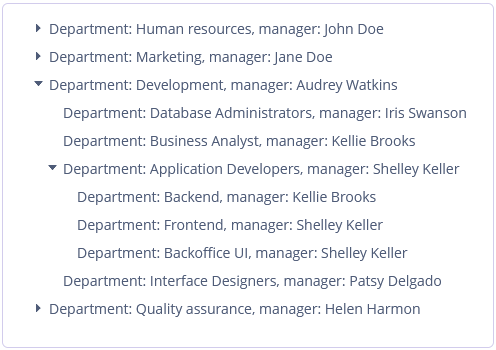 Department: Human resources, manager: John Doe
Department: Marketing, manager: Jane Doe
Department: Development, manager: Audrey Watkins
Department: Database Administrators, manager: Iris Swanson
Department: Business Analyst, manager: Kellie Brooks
Department: Application Developers, manager: Shelley Keller
Department: Backend, manager: Kellie Brooks
Department: Frontend, manager: Shelley Keller
Department: Backoffice UI, manager: Shelley Keller
Department: Interface Designers, manager: Patsy Delgado
Department: Quality assurance, manager: Helen Harmon